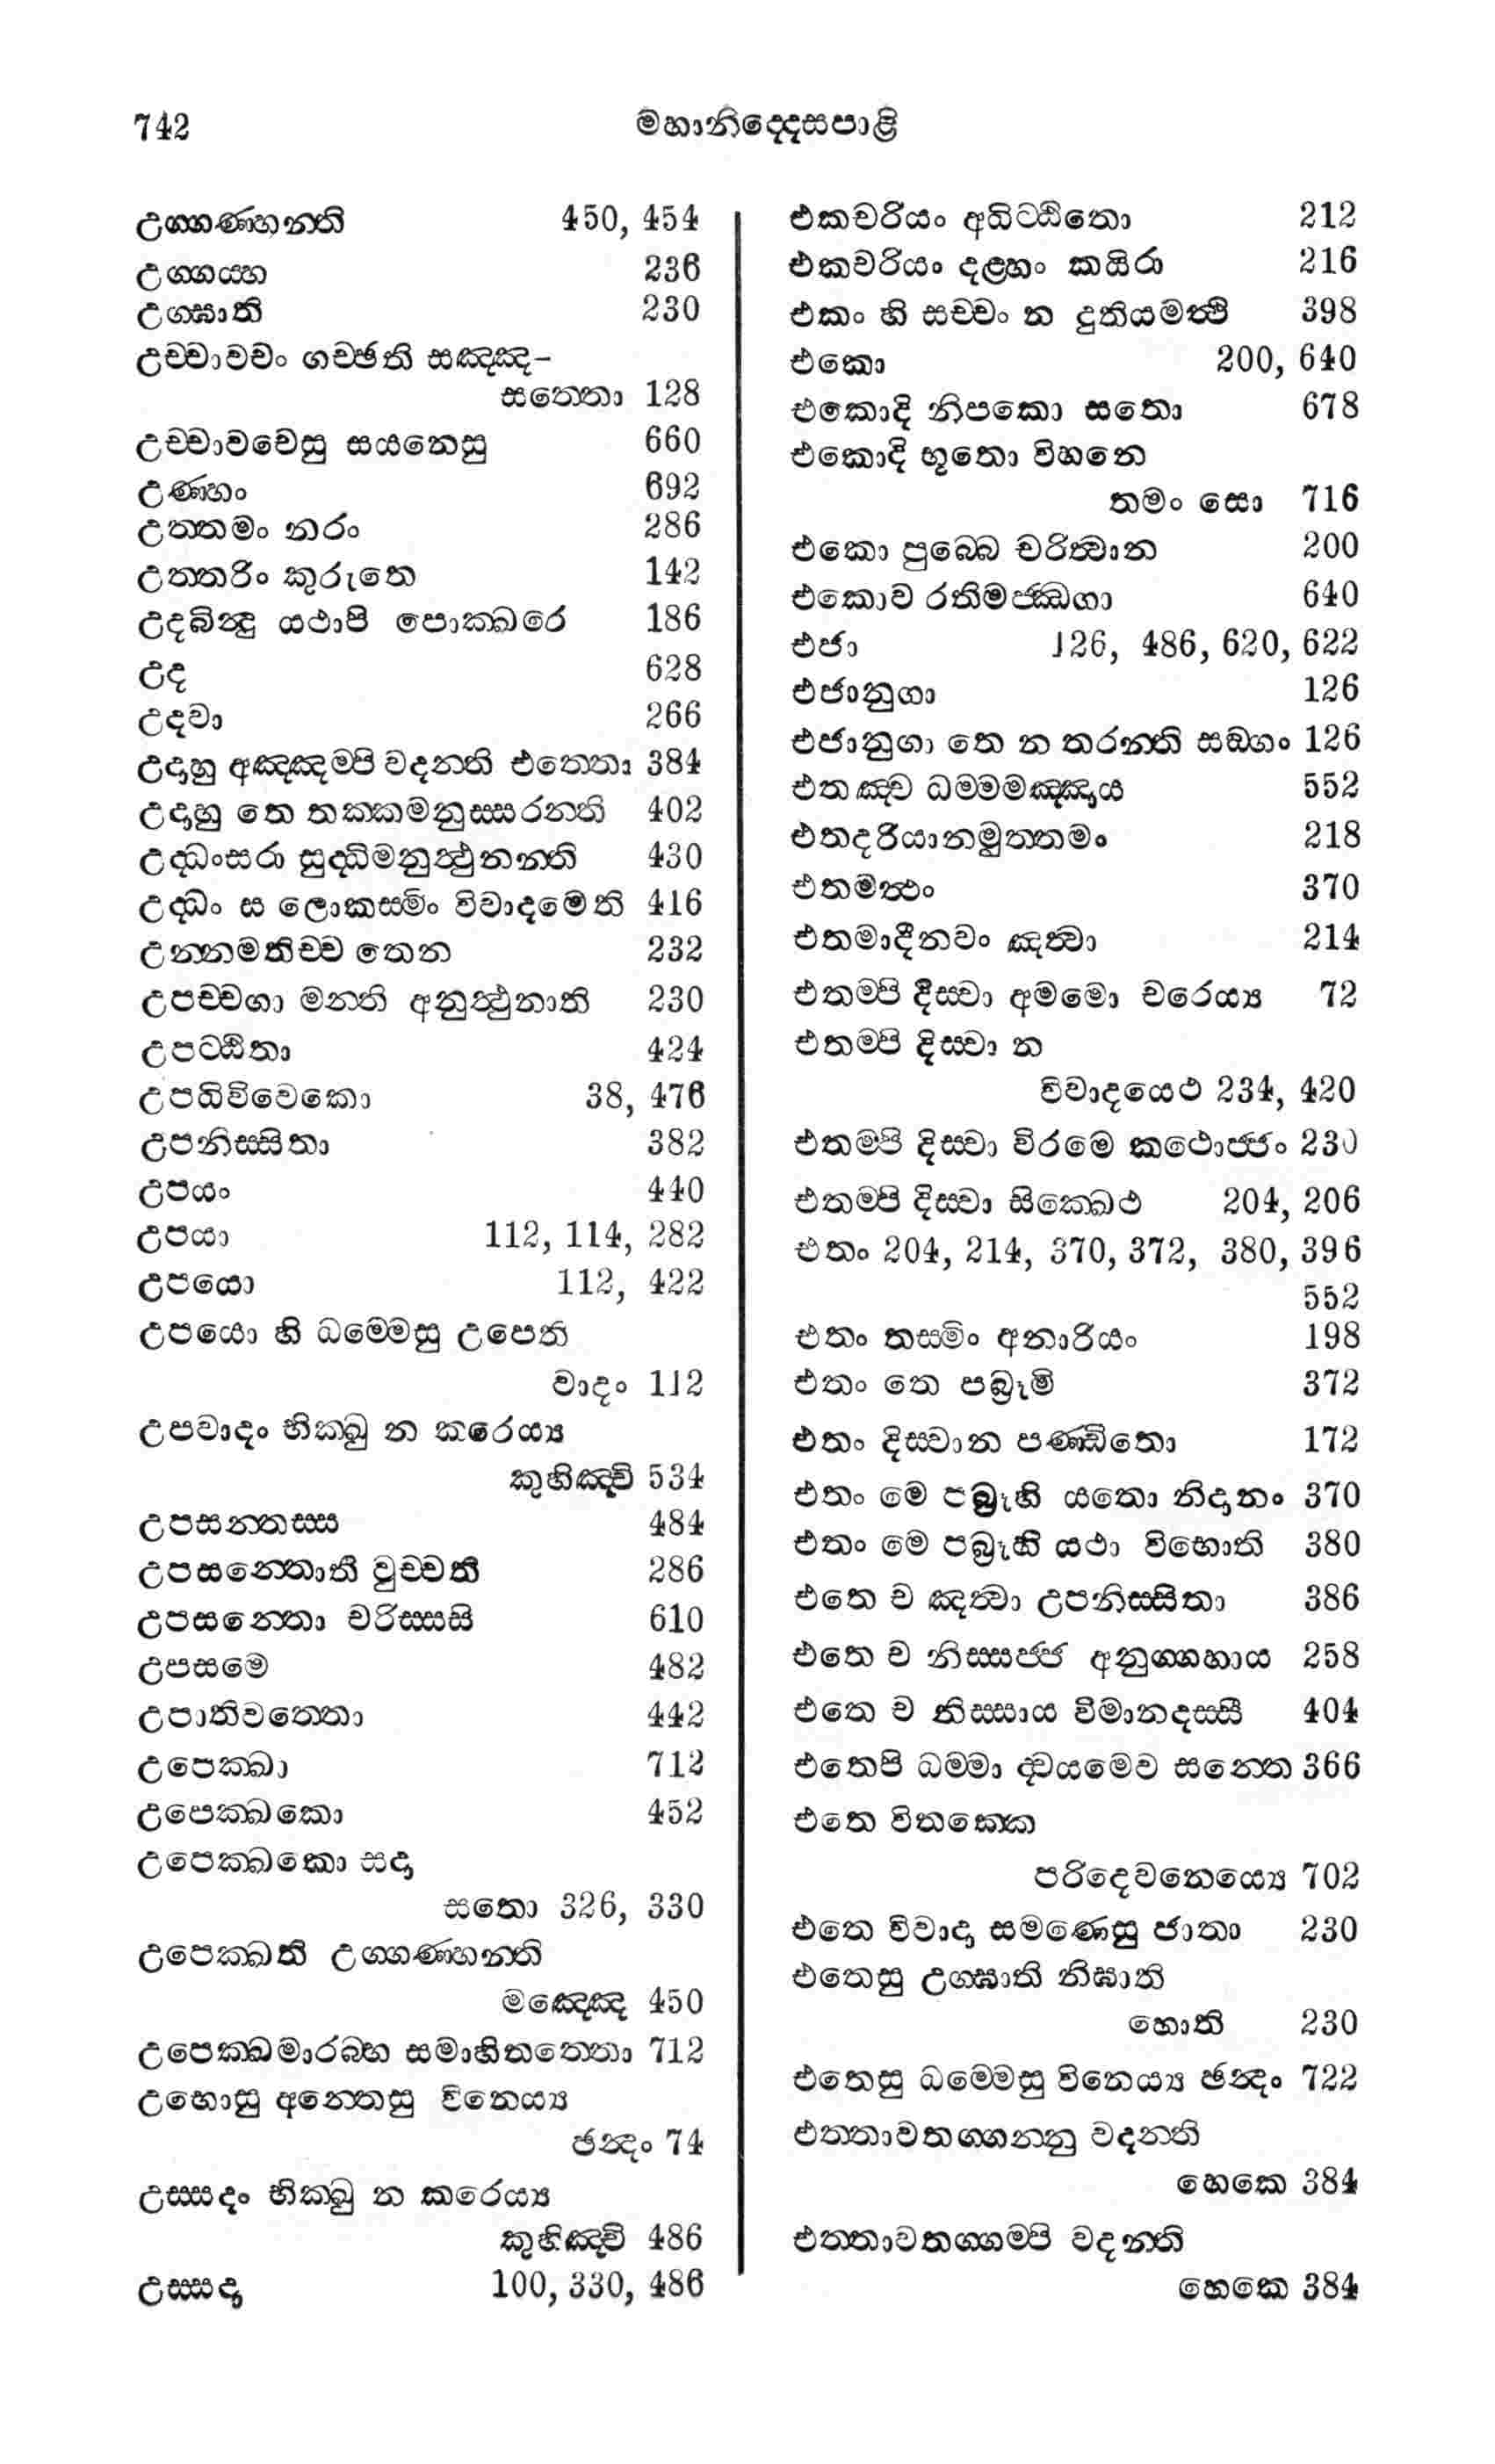 742
මහානිද්දෙසපාළි
උග්ගණ්හන්ති 450, 454
උග්ගය්හ 236
උග්ඝාති 230
උච්චාවචං ගච්ඡති සඤ්ඤ-
සත්තො 128
උච්චාවචෙසු සයනෙසු 660
උණ්හං 692
උත්තමං නරං 286
උත්තරිං කුරුතෙ 142
උදබින්දු යථාපි පොක්ඛරෙ 186
උද 628
උදවා 266
උදාහු අඤ්ඤම්පි වදන්ති එත්තො 384
උදාහු තෙ තක්කමනුස්සරන්ති 402
උද්ධංසරා සුද්ධිමනුත්ථුනන්ති 430
උද්ධං ස ලොකස්මිං විවාදමෙති 416
උන්නමතිච්ච තෙන 232
උපච්චගා මන්ති අනුත්ථුනාති 230
උපට්ඨිතා 424
උපධිවිවෙකො 38, 476
උපනිස්සිතා 382
උපයං 440
උපයා 112, 114, 282
උපයො 112, 422
උපයො හි ධම්මෙසු උපෙති
වාදං 112
උපවාදං භික්ඛු න කරෙය්‍ය
කුහිඤ්චි 534
උපසන්තස්ස 484
උපසන්තොති වුච්චති 286
උපසන්තො චරිස්සසි 610
උපසමෙ 482
උපාතිවත්තො 442
උපෙක්ඛා 712
උපෙක්ඛකො 452
උපෙක්ඛකො සදා
සතො 326, 330
උපෙක්ඛති උග්ගණ්හන්ති
මඤ්ඤෙ 450
උපෙක්ඛමාරබ්භ සමාහිතත්තො 712
උභොසු අන්තෙසු විනෙය්‍ය
ඡන්දං 74
උස්සදං භික්ඛු න කරෙය්‍ය
කුහිඤ්චි 486
උස්සදා 100, 330, 486
එකචරියං අධිට්ඨිතො 212
එකචරියං දළ්හං කයිරා 216
එකං හි සච්චං න දුතියමත්ථි 398
එකො 200, 640
එකොදි නිපකො සතො 678
එකොදි භූතො විහනෙ
තමං සො 716
එකො පුබ්බෙ චරිත්වාන 200
එකොව රතිමජ්ඣගා 640
එජා 126, 486, 620, 622
එජානුගා 126
එජානුගා තෙ න තරන්ති සඞ්ගං 126
එතඤ්ච ධම්මමඤ්ඤාය 552
එතදරියානමුත්තමං 218
එතමත්ථං 370
එතමාදීනවං ඤත්වා 214
එතම්පි දිස්වා අමමො චරෙය්‍ය 72
එතම්පි දිස්වා න
විවාදයෙථ 234, 420
එතම්පි දිස්වා විරමෙ කථොජ්ජං 230
එතම්පි දිස්වා සික්ඛෙථ 204, 206
එතං 204, 214, 370, 372, 380, 396
552
එතං තස්මිං අනාරියං 198
එතං තෙ පබ්‍රූමි 372
එතං දිස්වාන පණ්ඩිතො 172
එතං මෙ පබ්‍රූහි යතො නිදානං 370
එතං මෙ පබ්‍රූහි යථා විභොති 380
එතෙ ච ඤත්වා උපනිස්සිතා 386
එතෙ ච නිස්සජ්ජ අනුග්ගහාය 258
එතෙ ච නිස්සාය විමානදස්සී 404
එතෙපි ධම්මා ද්වයමෙව සන්තෙ 366
එතෙ විතක්කෙ
පරිදෙවනෙය්‍යෙ 702
එතෙ විවාදා සමණෙසු ජාතා 230
එතෙසු උග්ඝාති නිඝාති
හොති 230
එතෙසු ධම්මෙසු විනෙය්‍ය ඡන්දං 722
එත්තාවතග්ගන්නු වදන්ති
හෙකෙ 384
එත්තාවතග්ගම්පි වදන්ති
හෙකෙ 384